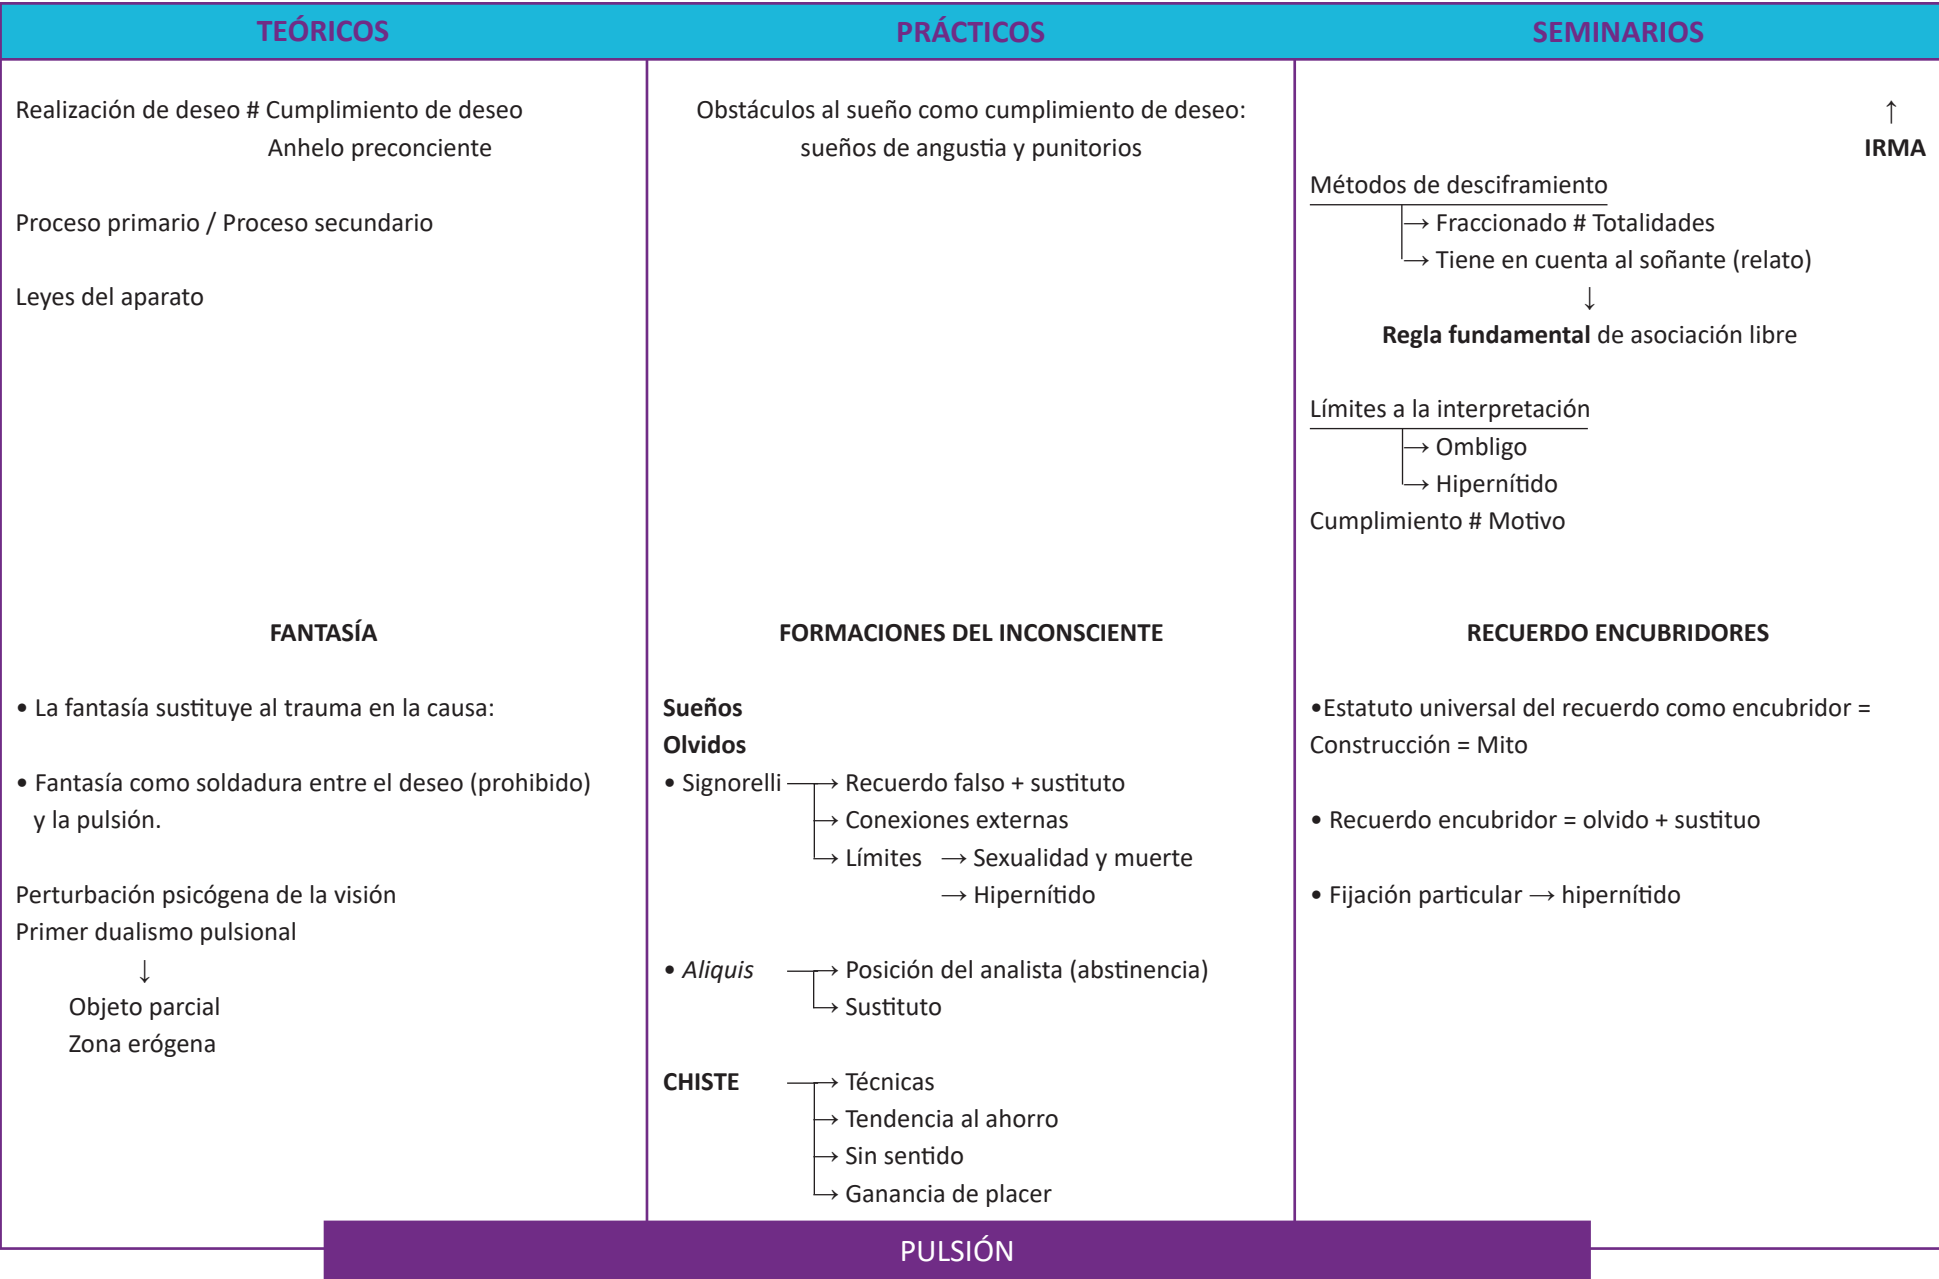 TEÓRICOS
PRÁCTICOS
SEMINARIOS
Realización de deseo # Cumplimiento de deseo
Anhelo preconciente
Proceso primario / Proceso secundario
Leyes del aparato
Obstáculos al sueño como cumplimiento de deseo:
sueños de angustia y punitorios
↑
IRMA
Métodos de desciframiento
→ Fraccionado # Totalidades
→ Tiene en cuenta al soñante (relato)
↓
Regla fundamental de asociación libre
Límites a la interpretación
→ Ombligo
→ Hipernítido
Cumplimiento # Motivo
FANTASÍA
• La fantasía sustituye al trauma en la causa:
• Fantasía como soldadura entre el deseo (prohibido)
y la pulsión.
Perturbación psicógena de la visión
Primer dualismo pulsional
↓
Objeto parcial
Zona erógena
FORMACIONES DEL INCONSCIENTE
Sueños
Olvidos
• Signorelli → Recuerdo falso + sustituto
→ Conexiones externas
→ Límites → Sexualidad y muerte
→ Hipernítido
• Aliquis → Posición del analista (abstinencia)
→ Sustituto
CHISTE → Técnicas
→ Tendencia al ahorro
→ Sin sentido
→ Ganancia de placer
RECUERDO ENCUBRIDORES
•Estatuto universal del recuerdo como encubridor =
Construcción = Mito
• Recuerdo encubridor = olvido + sustituo
• Fijación particular → hipernítido
PULSIÓN